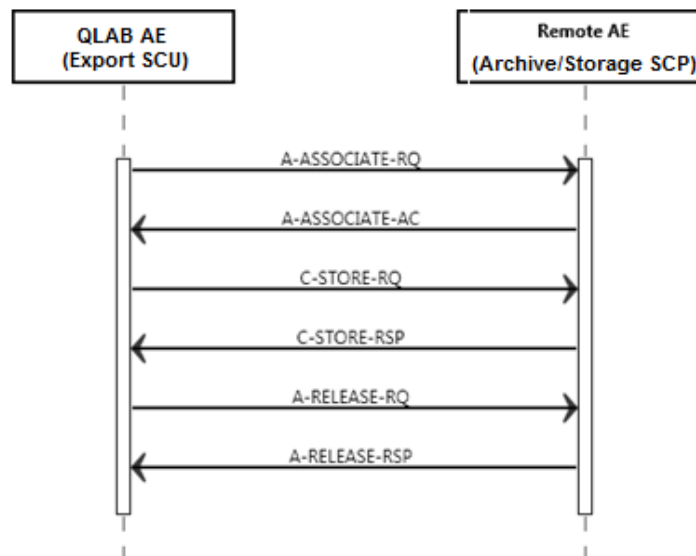 QLAB AE
(Export SCU)
Remote AE
(Archive/Storage SCP)
A-ASSOCIATE-RQ
A-ASSOCIATE-AC
C-STORE-RQ
C-STORE-RSP
A-RELEASE-RQ
A-RELEASE-RSP